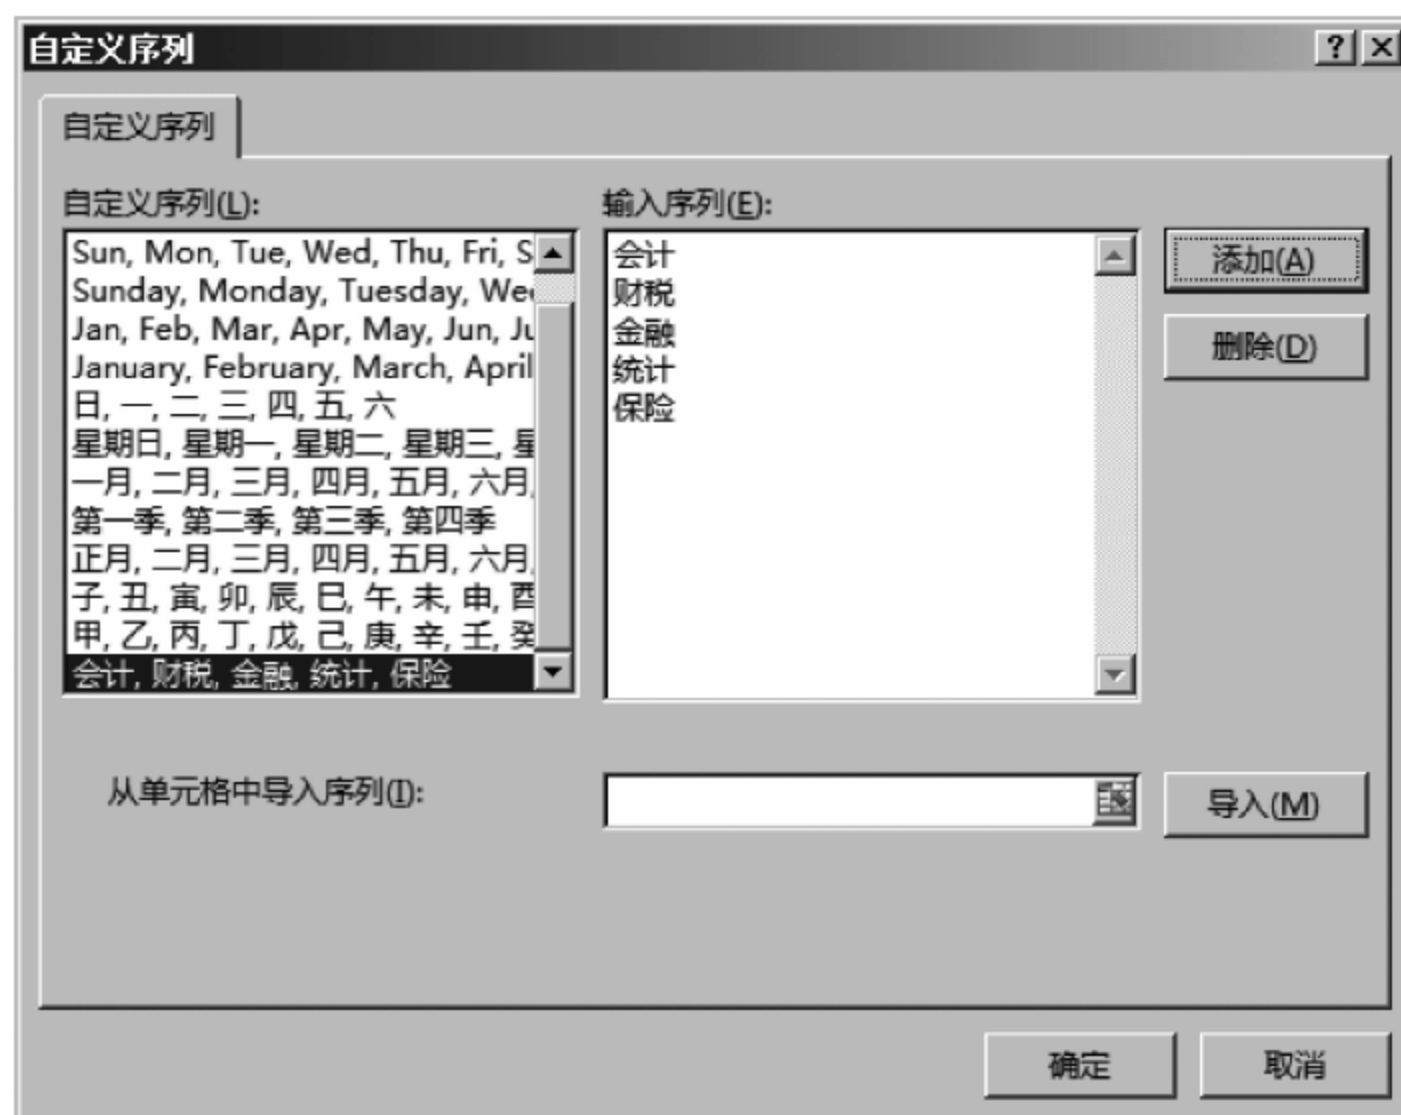 自定义序列
自定义序列
自定义序列(L):
Sun, Mon, Tue, Wed, Thu, Fri, S
Sunday, Monday, Tuesday, We
Jan, Feb, Mar, Apr, May, Jun, Ju
January, February, March, April
日, 一, 二, 三, 四, 五, 六
星期日, 星期一, 星期二, 星期三, 星
一月, 二月, 三月, 四月, 五月, 六月,
第一季, 第二季, 第三季, 第四季
正月, 二月, 三月, 四月, 五月, 六月,
子, 丑, 寅, 卯, 辰, 巳, 午, 未, 申, 酉
甲, 乙, 丙, 丁, 戊, 己, 庚, 辛, 壬, 癸
会计, 财税, 金融, 统计, 保险
输入序列(E):
会计
财税
金融
统计
保险
添加(A)
删除(D)
从单元格中导入序列(I):
导入(M)
确定
取消